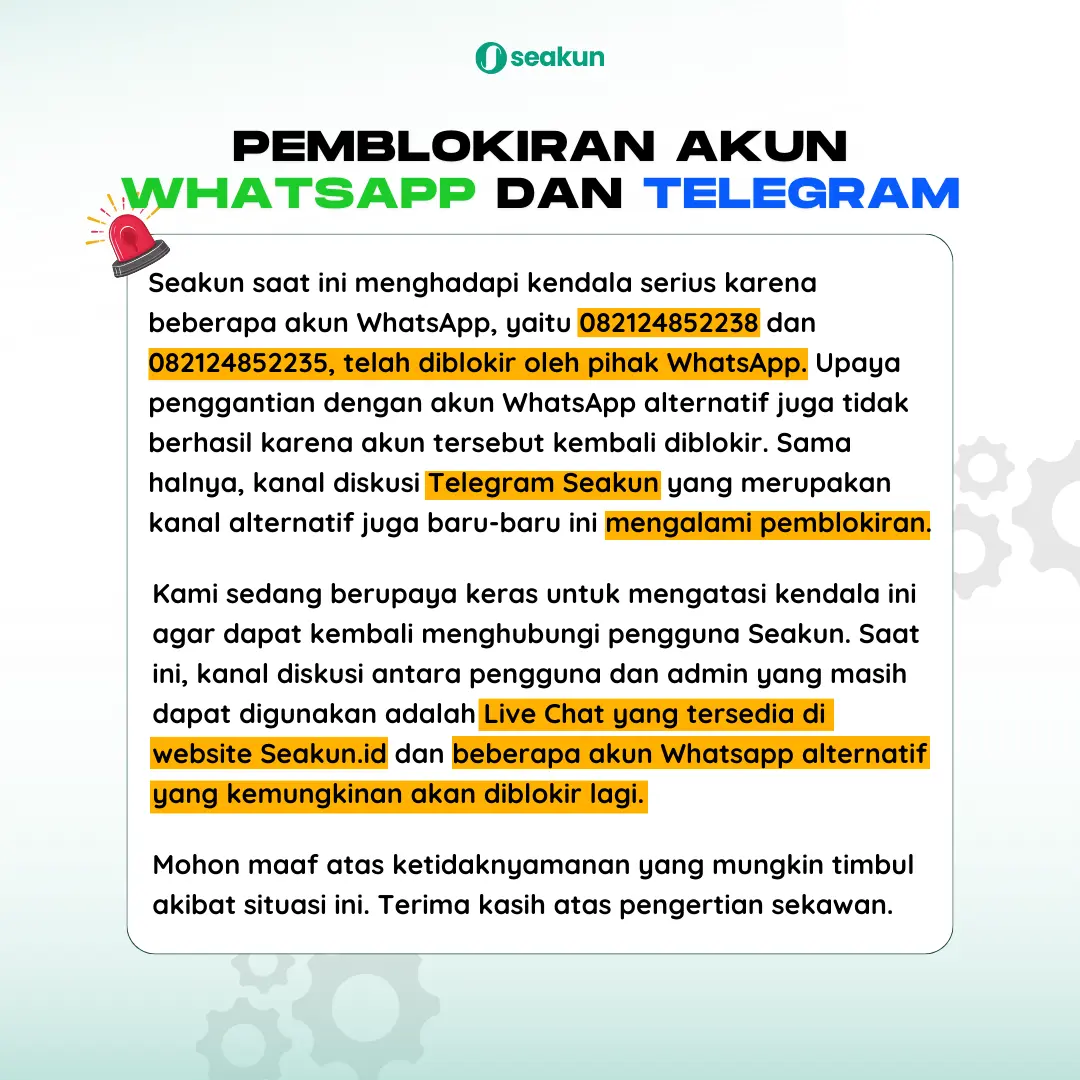 seakun
PEMBLOKIRAN AKUN
WHATSAPP DAN TELEGRAM
Seakun saat ini menghadapi kendala serius karena
beberapa akun WhatsApp, yaitu 082124852238 dan
082124852235, telah diblokir oleh pihak WhatsApp. Upaya
penggantian dengan akun WhatsApp alternatif juga tidak
berhasil karena akun tersebut kembali diblokir. Sama
halnya, kanal diskusi Telegram Seakun yang merupakan
kanal alternatif juga baru-baru ini mengalami pemblokiran.
Kami sedang berupaya keras untuk mengatasi kendala ini
agar dapat kembali menghubungi pengguna Seakun. Saat
ini, kanal diskusi antara pengguna dan admin yang masih
dapat digunakan adalah Live Chat yang tersedia di
website Seakun.id dan beberapa akun Whatsapp alternatif
yang kemungkinan akan diblokir lagi.
Mohon maaf atas ketidaknyamanan yang mungkin timbul
akibat situasi ini. Terima kasih atas pengertian sekawan.